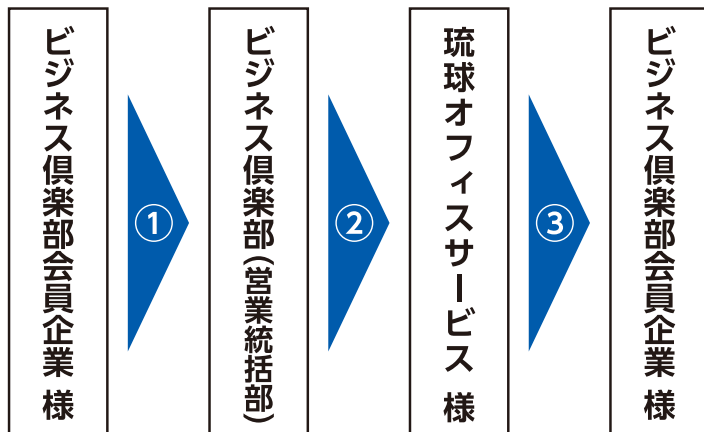 ビジネス倶楽部会員企業 様
①
ビジネス倶楽部(営業統括部)
②
琉球オフィスサービス 様
③
ビジネス倶楽部会員企業 様